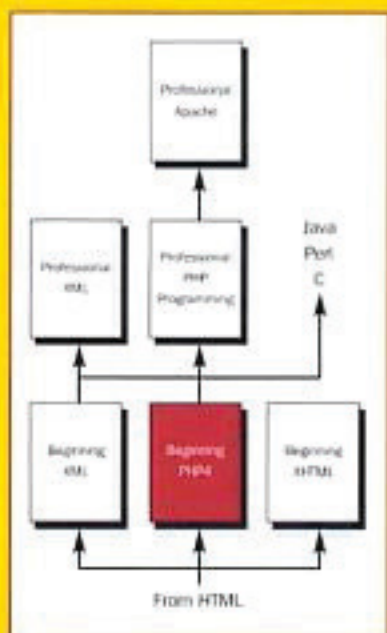 Professional
Apache
Professional
XML
Professional
PHP
Programming
Java
Perl
C
Beginning
XML
Beginning
PHP4
Beginning
XHTML
From HTML